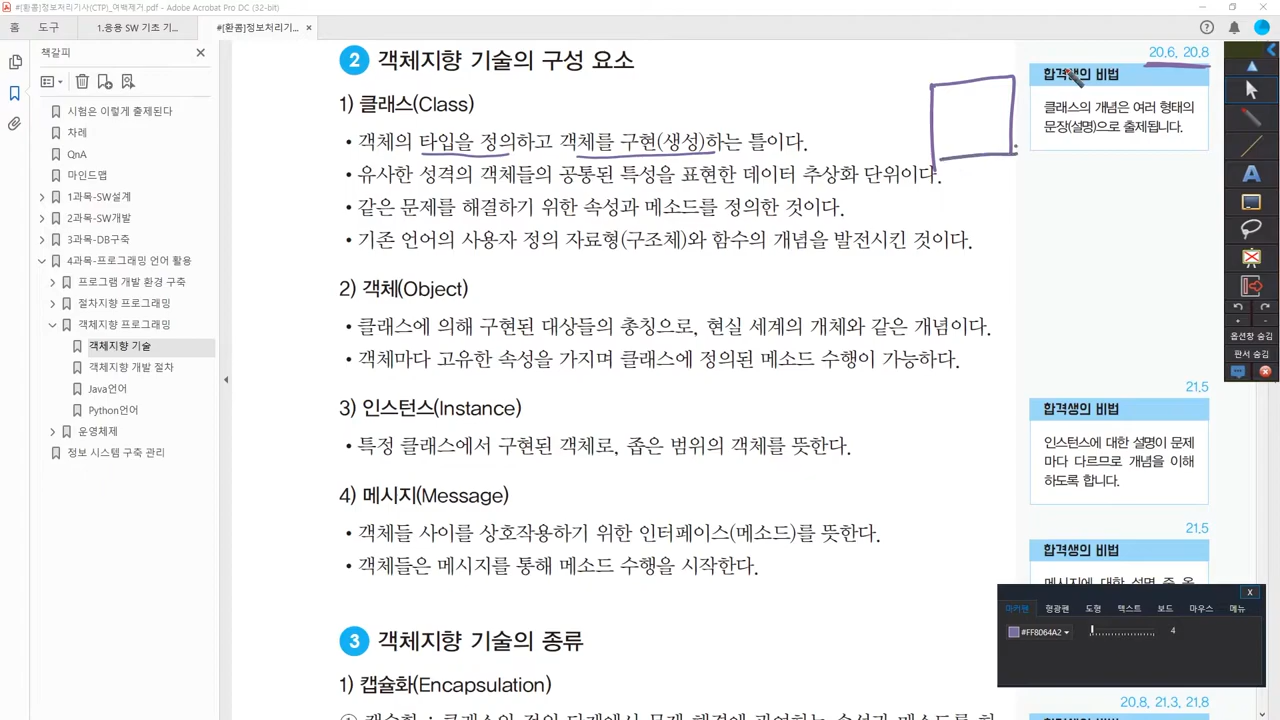 #[환콤]정보처리기사(CTP)_여백제거.pdf - Adobe Acrobat Pro DC (32-bit)
홈 도구 1.응용 SW 기초 기... #[환콤]정보처리기... ×
책갈피
시험은 이렇게 출제된다
차례
QnA
마인드맵
1과목-SW설계
2과목-SW개발
3과목-DB구축
4과목-프로그래밍 언어 활용
프로그램 개발 환경 구축
절차지향 프로그래밍
객체지향 프로그래밍
객체지향 기술
객체지향 개발 절차
Java언어
Python언어
운영체제
정보 시스템 구축 관리
2 객체지향 기술의 구성 요소
1) 클래스(Class)
• 객체의 타입을 정의하고 객체를 구현(생성)하는 틀이다.
• 유사한 성격의 객체들의 공통된 특성을 표현한 데이터 추상화 단위이다.
• 같은 문제를 해결하기 위한 속성과 메소드를 정의한 것이다.
• 기존 언어의 사용자 정의 자료형(구조체)와 함수의 개념을 발전시킨 것이다.
2) 객체(Object)
• 클래스에 의해 구현된 대상들의 총칭으로, 현실 세계의 개체와 같은 개념이다.
• 객체마다 고유한 속성을 가지며 클래스에 정의된 메소드 수행이 가능하다.
3) 인스턴스(Instance)
• 특정 클래스에서 구현된 객체로, 좁은 범위의 객체를 뜻한다.
4) 메시지(Message)
• 객체들 사이를 상호작용하기 위한 인터페이스(메소드)를 뜻한다.
• 객체들은 메시지를 통해 메소드 수행을 시작한다.
3 객체지향 기술의 종류
1) 캡슐화(Encapsulation)
20.6, 20.8
합격생의 비법
클래스의 개념은 여러 형태의
문장(설명)으로 출제됩니다.
21.5
합격생의 비법
인스턴스에 대한 설명이 문제
마다 다르므로 개념을 이해
하도록 합니다.
21.5
합격생의 비법
20.8, 21.3, 21.8
옵션창 숨김
판서 숨김
X
마카펜 형광펜 도형 텍스트 보드 마우스 메뉴
#FF8064A2 4